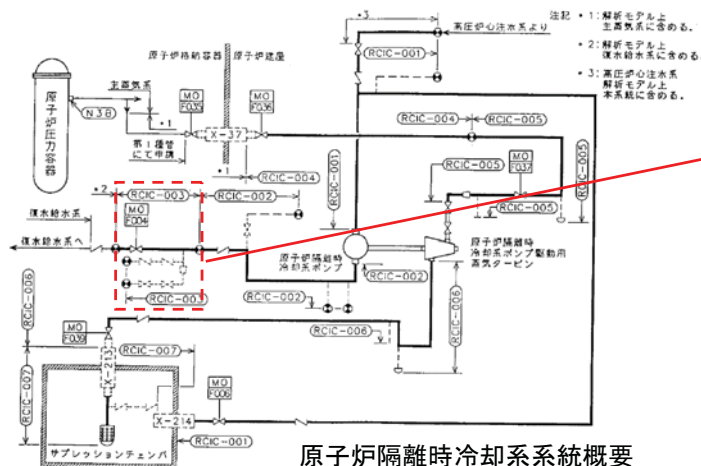 *3
高圧炉心注水系より
RCIC-001
注記 *1：解析モデル上
主蒸気系に含める。
*2：解析モデル上
復水給水系に含める。
*3：高圧炉心注水系
解析モデル上
本系統に含める。
原子炉格納容器
原子炉建屋
原子炉圧力容器
主蒸気系
N3B
*1
MO
F035
X-37
MO
F036
第1種管
にて申請
*1
RCIC-004
RCIC-004
RCIC-005
RCIC-005
RCIC-001
RCIC-005
MO
F037
RCIC-005
*2
RCIC-003
RCIC-002
復水給水系
MO
F004
復水給水系へ
RCIC-003
原子炉隔離時
冷却系ポンプ
原子炉隔離時
冷却系ポンプ駆動用
蒸気タービン
RCIC-002
RCIC-002
RCIC-006
RCIC-006
RCIC-006
MO
F039
RCIC-007
X-213
RCIC-007
MO
F006
X-214
サプレッションチェンバ
RCIC-001
原子炉隔離時冷却系系統概要